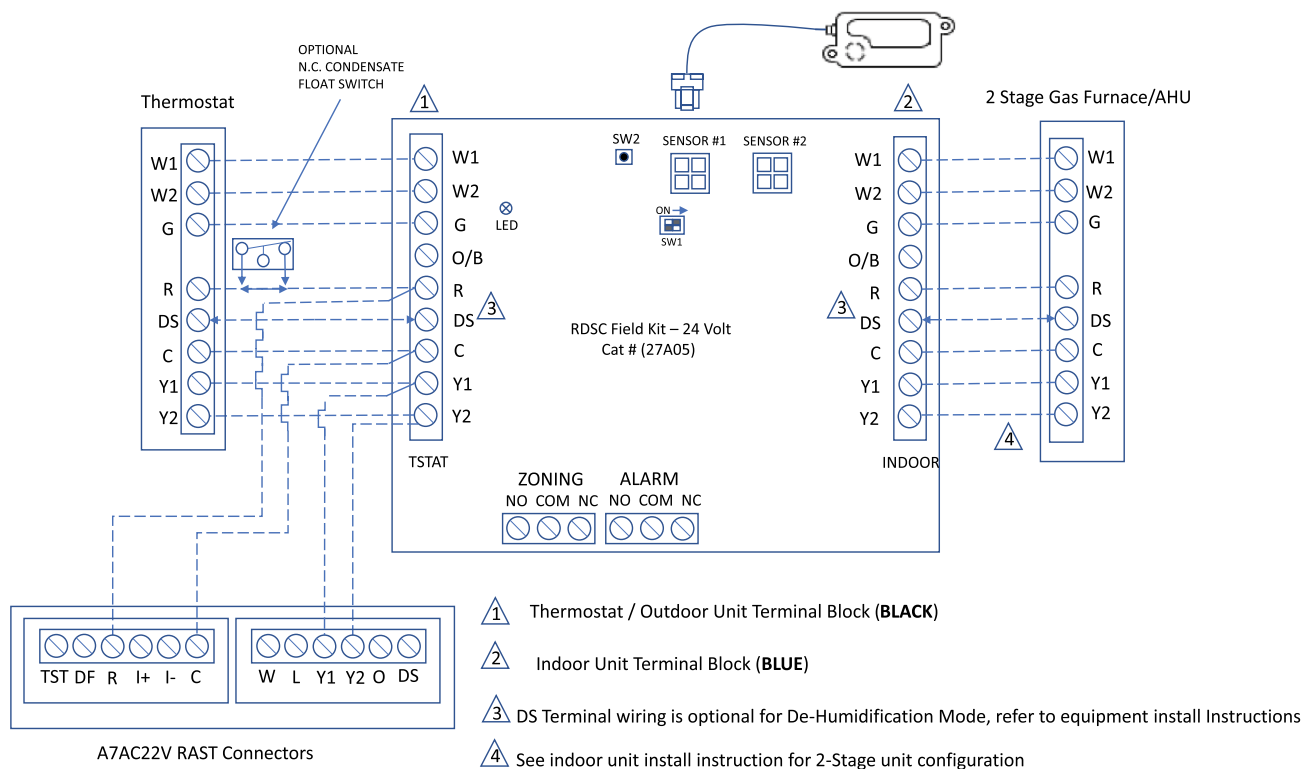 OPTIONAL
N.C. CONDENSATE
FLOAT SWITCH
Thermostat
1
2
2 Stage Gas Furnace/AHU
W1
W2
G
R
DS
C
Y1
Y2
W1
W2
G
O/B
R
DS
C
Y1
Y2
TSTAT
3
LED
SW2
SENSOR #1
SENSOR #2
ON
SW1
RDSC Field Kit – 24 Volt
Cat # (27A05)
ZONING
NO COM NC
ALARM
NO COM NC
3
W1
W2
G
O/B
R
DS
C
Y1
Y2
INDOOR
4
W1
W2
G
R
DS
C
Y1
Y2
TST DF R I+ I- C
W L Y1 Y2 O DS
A7AC22V RAST Connectors
1 Thermostat / Outdoor Unit Terminal Block (BLACK)
2 Indoor Unit Terminal Block (BLUE)
3 DS Terminal wiring is optional for De-Humidification Mode, refer to equipment install Instructions
4 See indoor unit install instruction for 2-Stage unit configuration